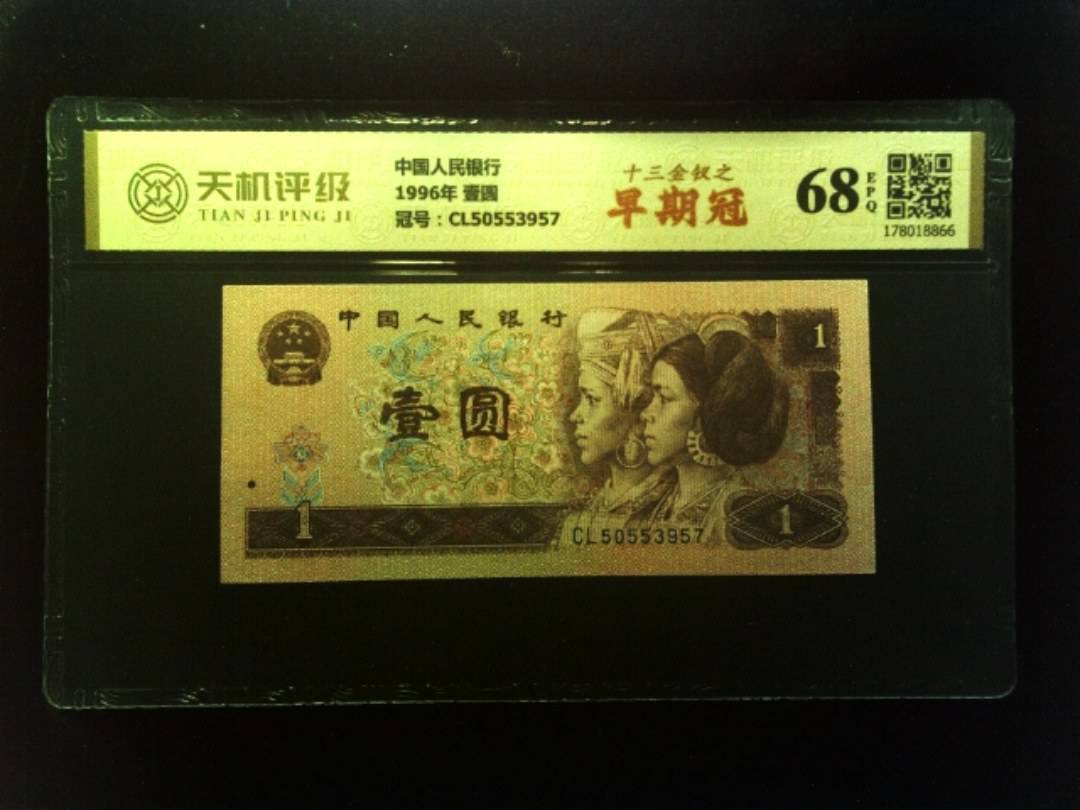 天机评级
TIAN JI PING JI
中国人民银行
1996年 壹圆
冠号：CL50553957
十三金钗之
早期冠
68
EPQ
178018866
中国人民银行
1
壹圆
1
CL50553957
1